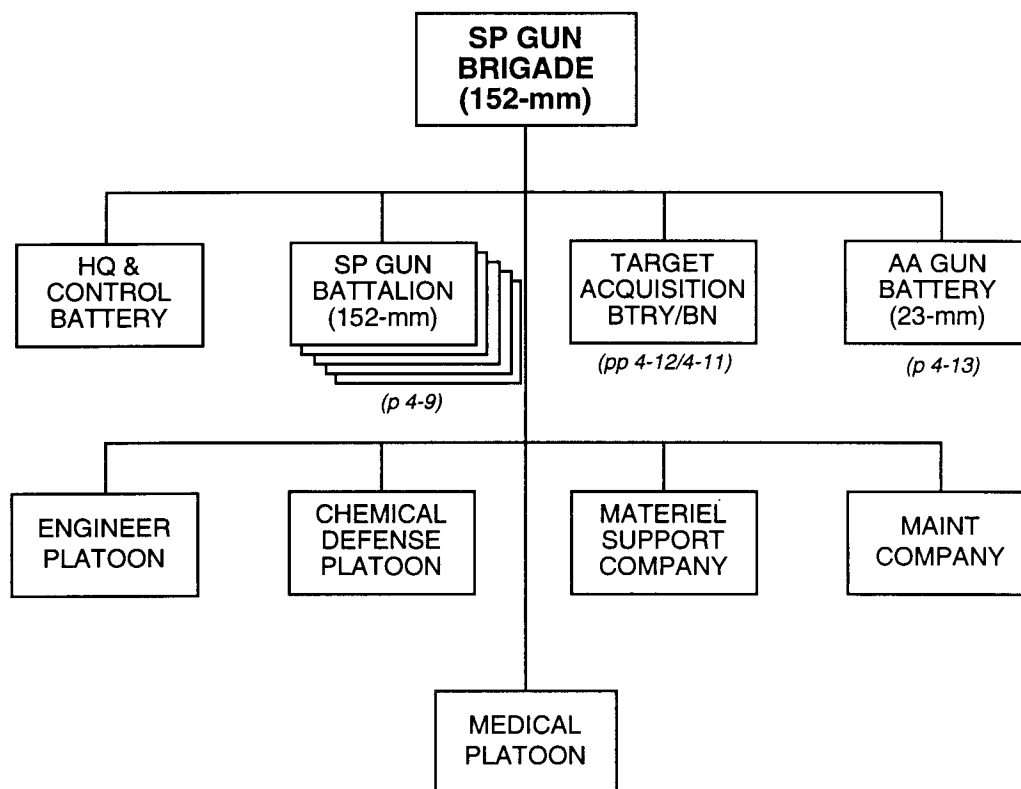 SP GUN
BRIGADE
(152-mm)
HQ &
CONTROL
BATTERY
SP GUN
BATTALION
(152-mm)
(p 4-9)
TARGET
ACQUISITION
BTRY/BN
(pp 4-12/4-11)
AA GUN
BATTERY
(23-mm)
(p 4-13)
ENGINEER
PLATOON
CHEMICAL
DEFENSE
PLATOON
MATERIEL
SUPPORT
COMPANY
MAINT
COMPANY
MEDICAL
PLATOON